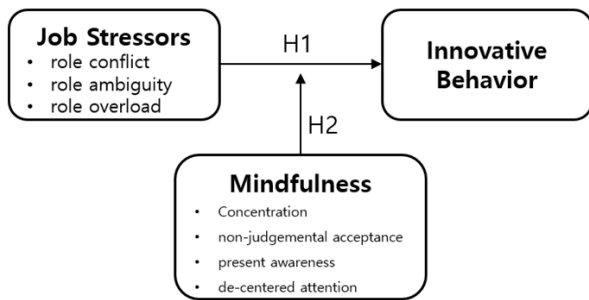 Job Stressors
• role conflict
• role ambiguity
• role overload
H1
Innovative
Behavior
H2
Mindfulness
• Concentration
• non-judgemental acceptance
• present awareness
• de-centered attention